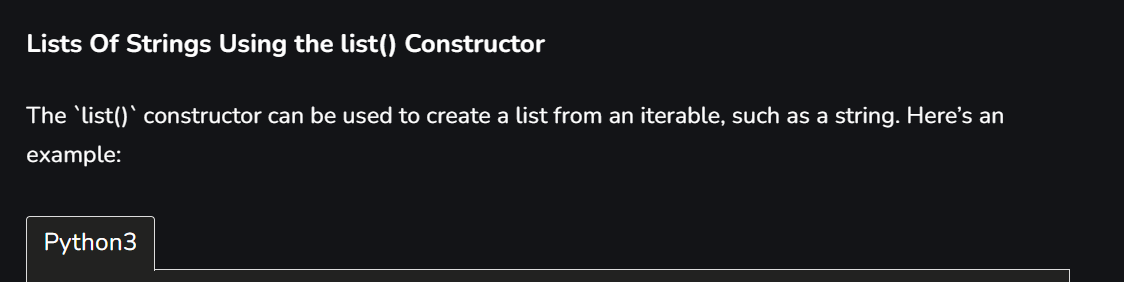 Lists Of Strings Using the list() Constructor
The `list()` constructor can be used to create a list from an iterable, such as a string. Here’s an
example:
Python3